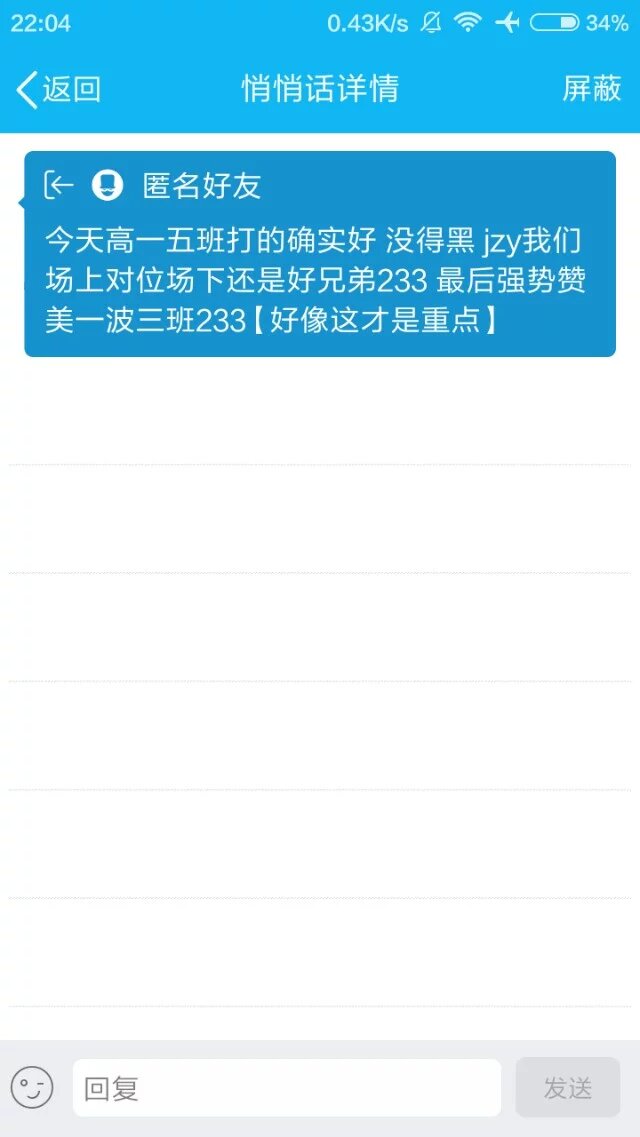 22:04 0.43K/s 34%
返回 悄悄话详情 屏蔽
匿名好友
今天高一五班打的确实好 没得黑 jzy我们
场上对位场下还是好兄弟233 最后强势赞
美一波三班233【好像这才是重点】
回复 发送